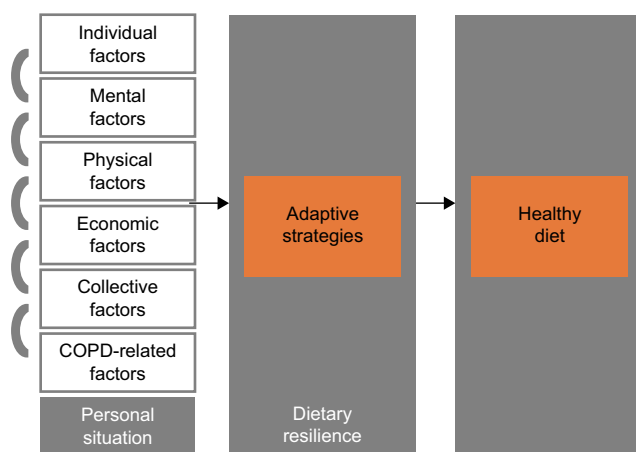 Individual
factors
Mental
factors
Physical
factors
Economic
factors
Collective
factors
COPD-related
factors
Personal
situation
Adaptive
strategies
Dietary
resilience
Healthy
diet